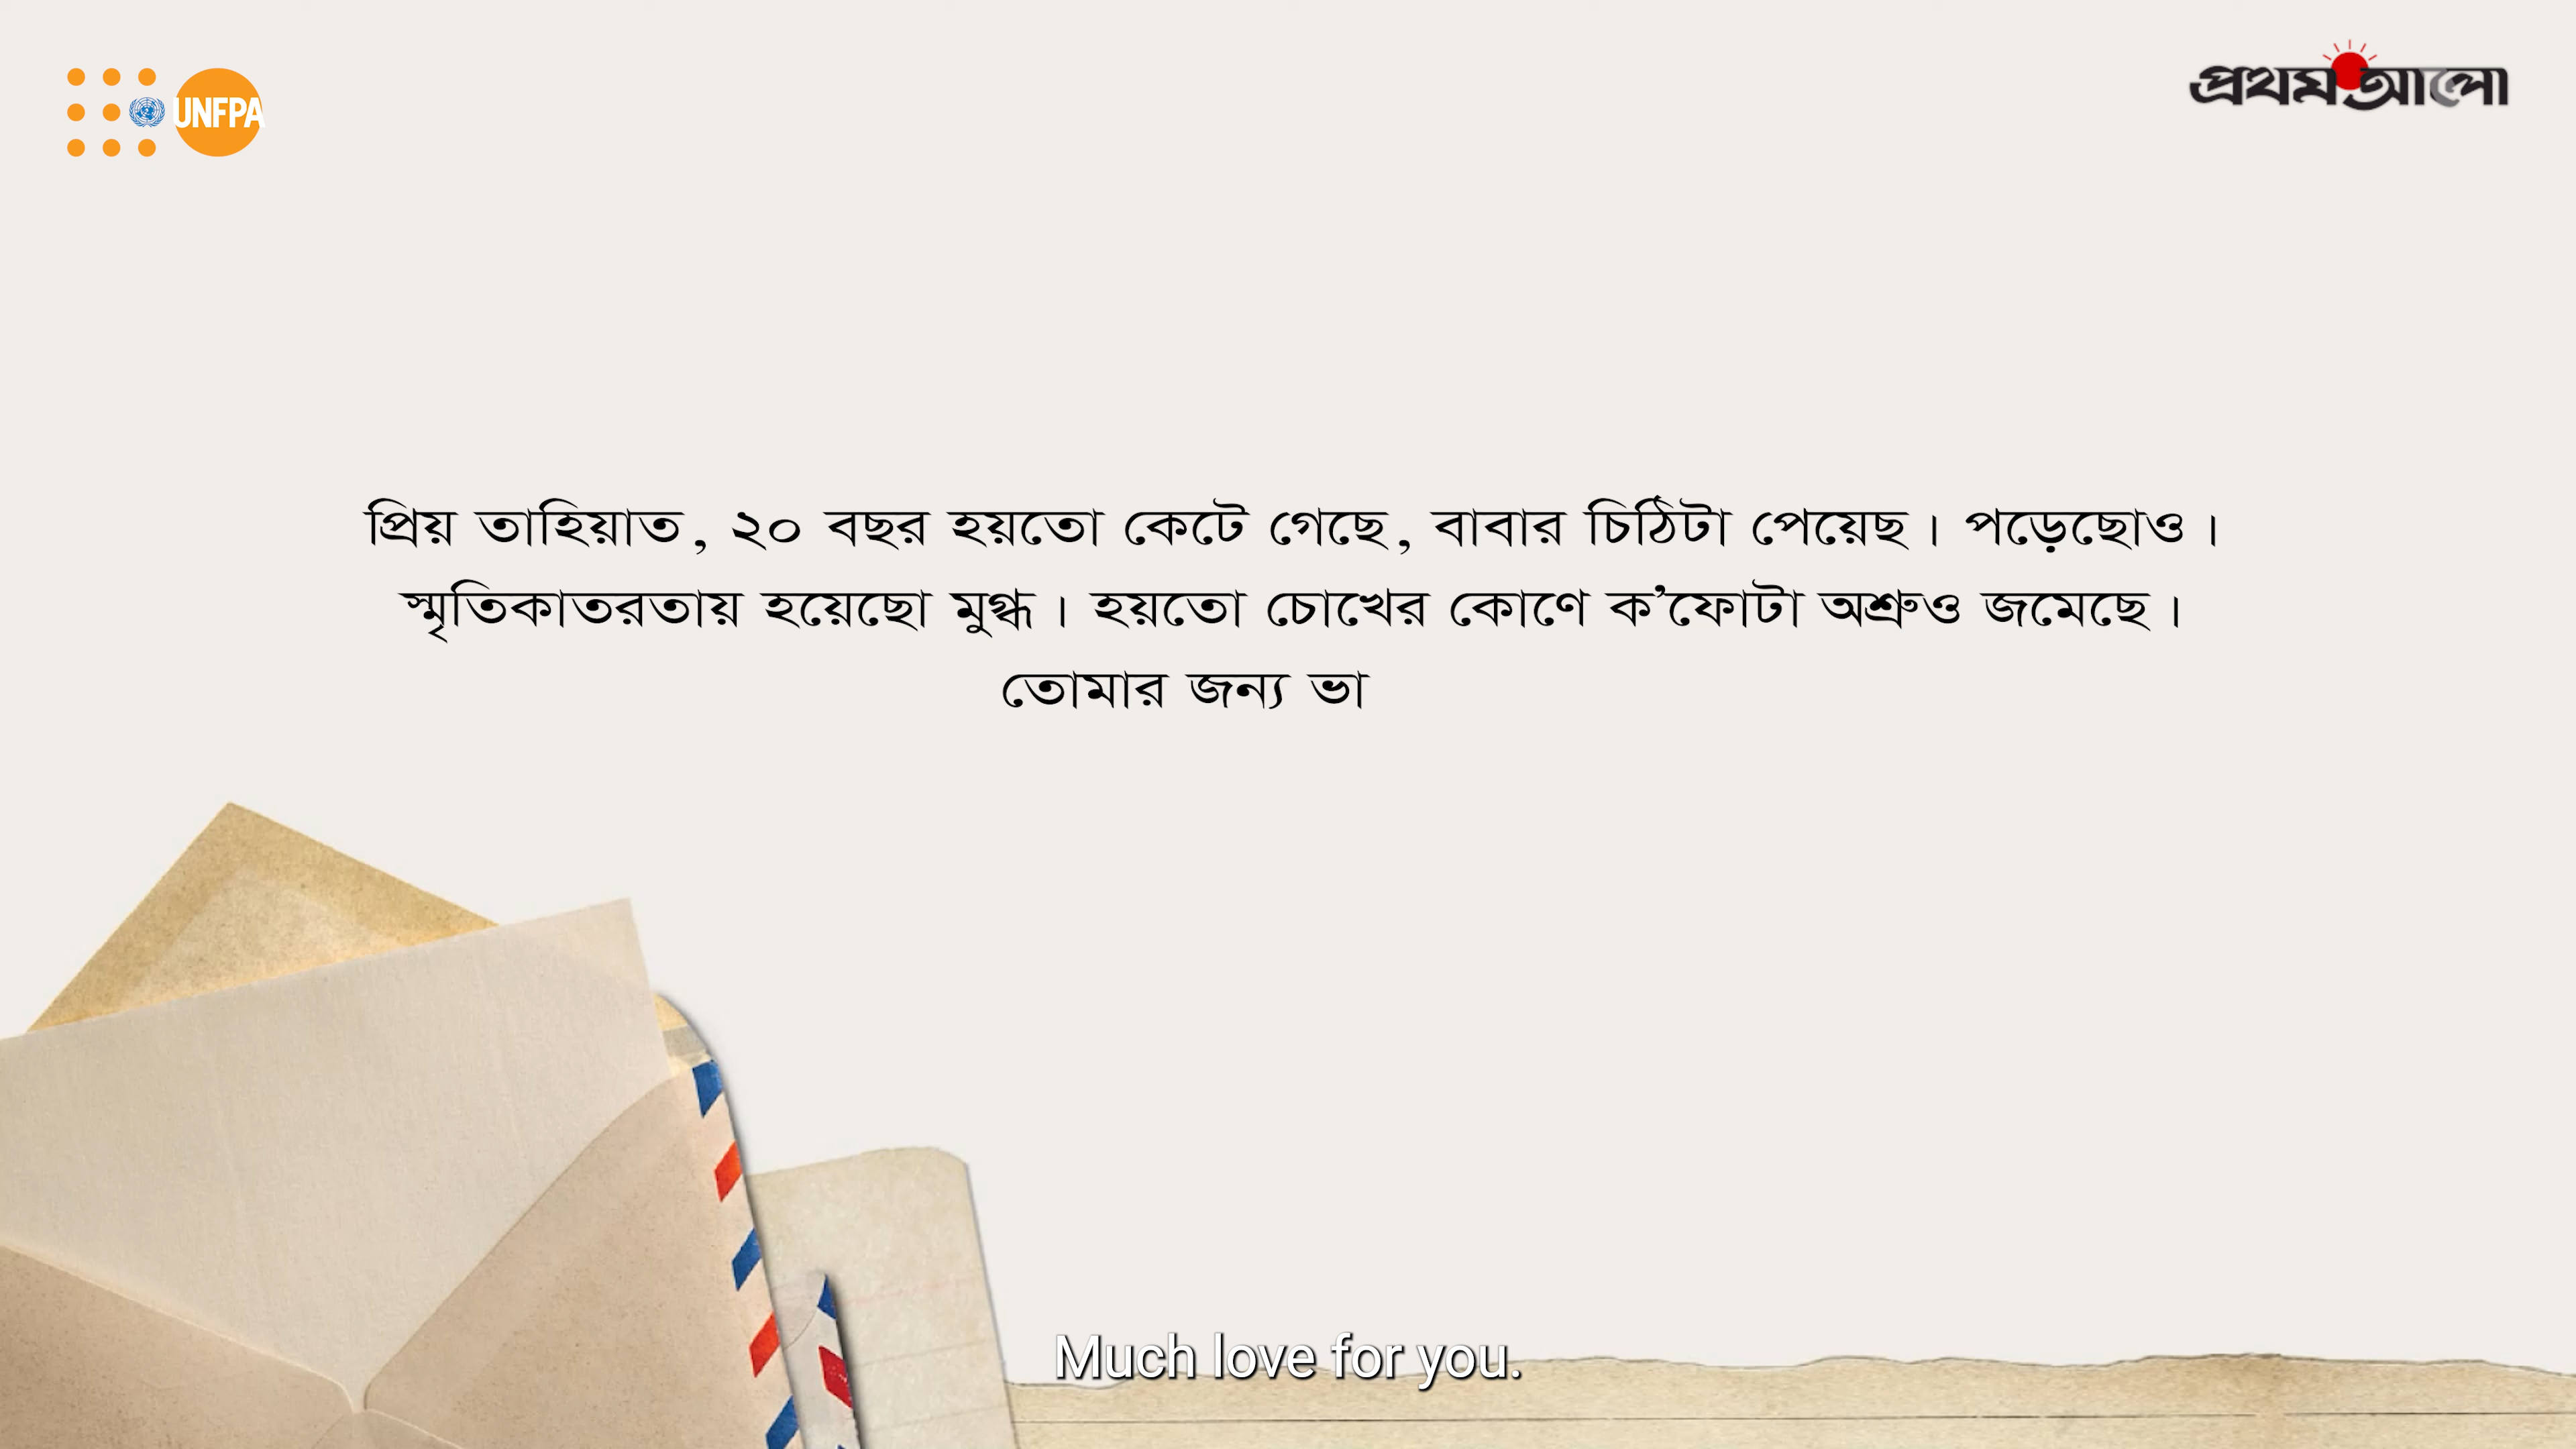 UNFPA
প্রথম আলো
প্রিয় তাহিয়াত, ২০ বছর হয়তো কেটে গেছে, বাবার চিঠিটা পেয়েছ। পড়েছোও।
স্মৃতিকাতরতায় হয়েছো মুগ্ধ। হয়তো চোখের কোণে ক’ফোটা অশ্রুও জমেছে।
তোমার জন্য ভা
Much love for you.